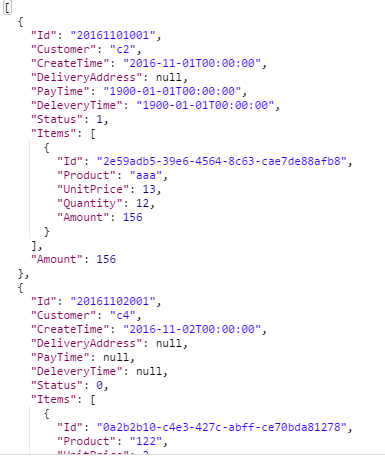 [
  {
    "Id": "20161101001",
    "Customer": "c2",
    "CreateTime": "2016-11-01T00:00:00",
    "DeliveryAddress": null,
    "PayTime": "1900-01-01T00:00:00",
    "DeleveryTime": "1900-01-01T00:00:00",
    "Status": 1,
    "Items": [
      {
        "Id": "2e59adb5-39e6-4564-8c63-cae7de88afb8",
        "Product": "aaa",
        "UnitPrice": 13,
        "Quantity": 12,
        "Amount": 156
      }
    ],
    "Amount": 156
  },
  {
    "Id": "20161102001",
    "Customer": "c4",
    "CreateTime": "2016-11-02T00:00:00",
    "DeliveryAddress": null,
    "PayTime": null,
    "DeleveryTime": null,
    "Status": 0,
    "Items": [
      {
        "Id": "0a2b2b10-c4e3-427c-abff-ce70bda81278",
        "Product": "122",